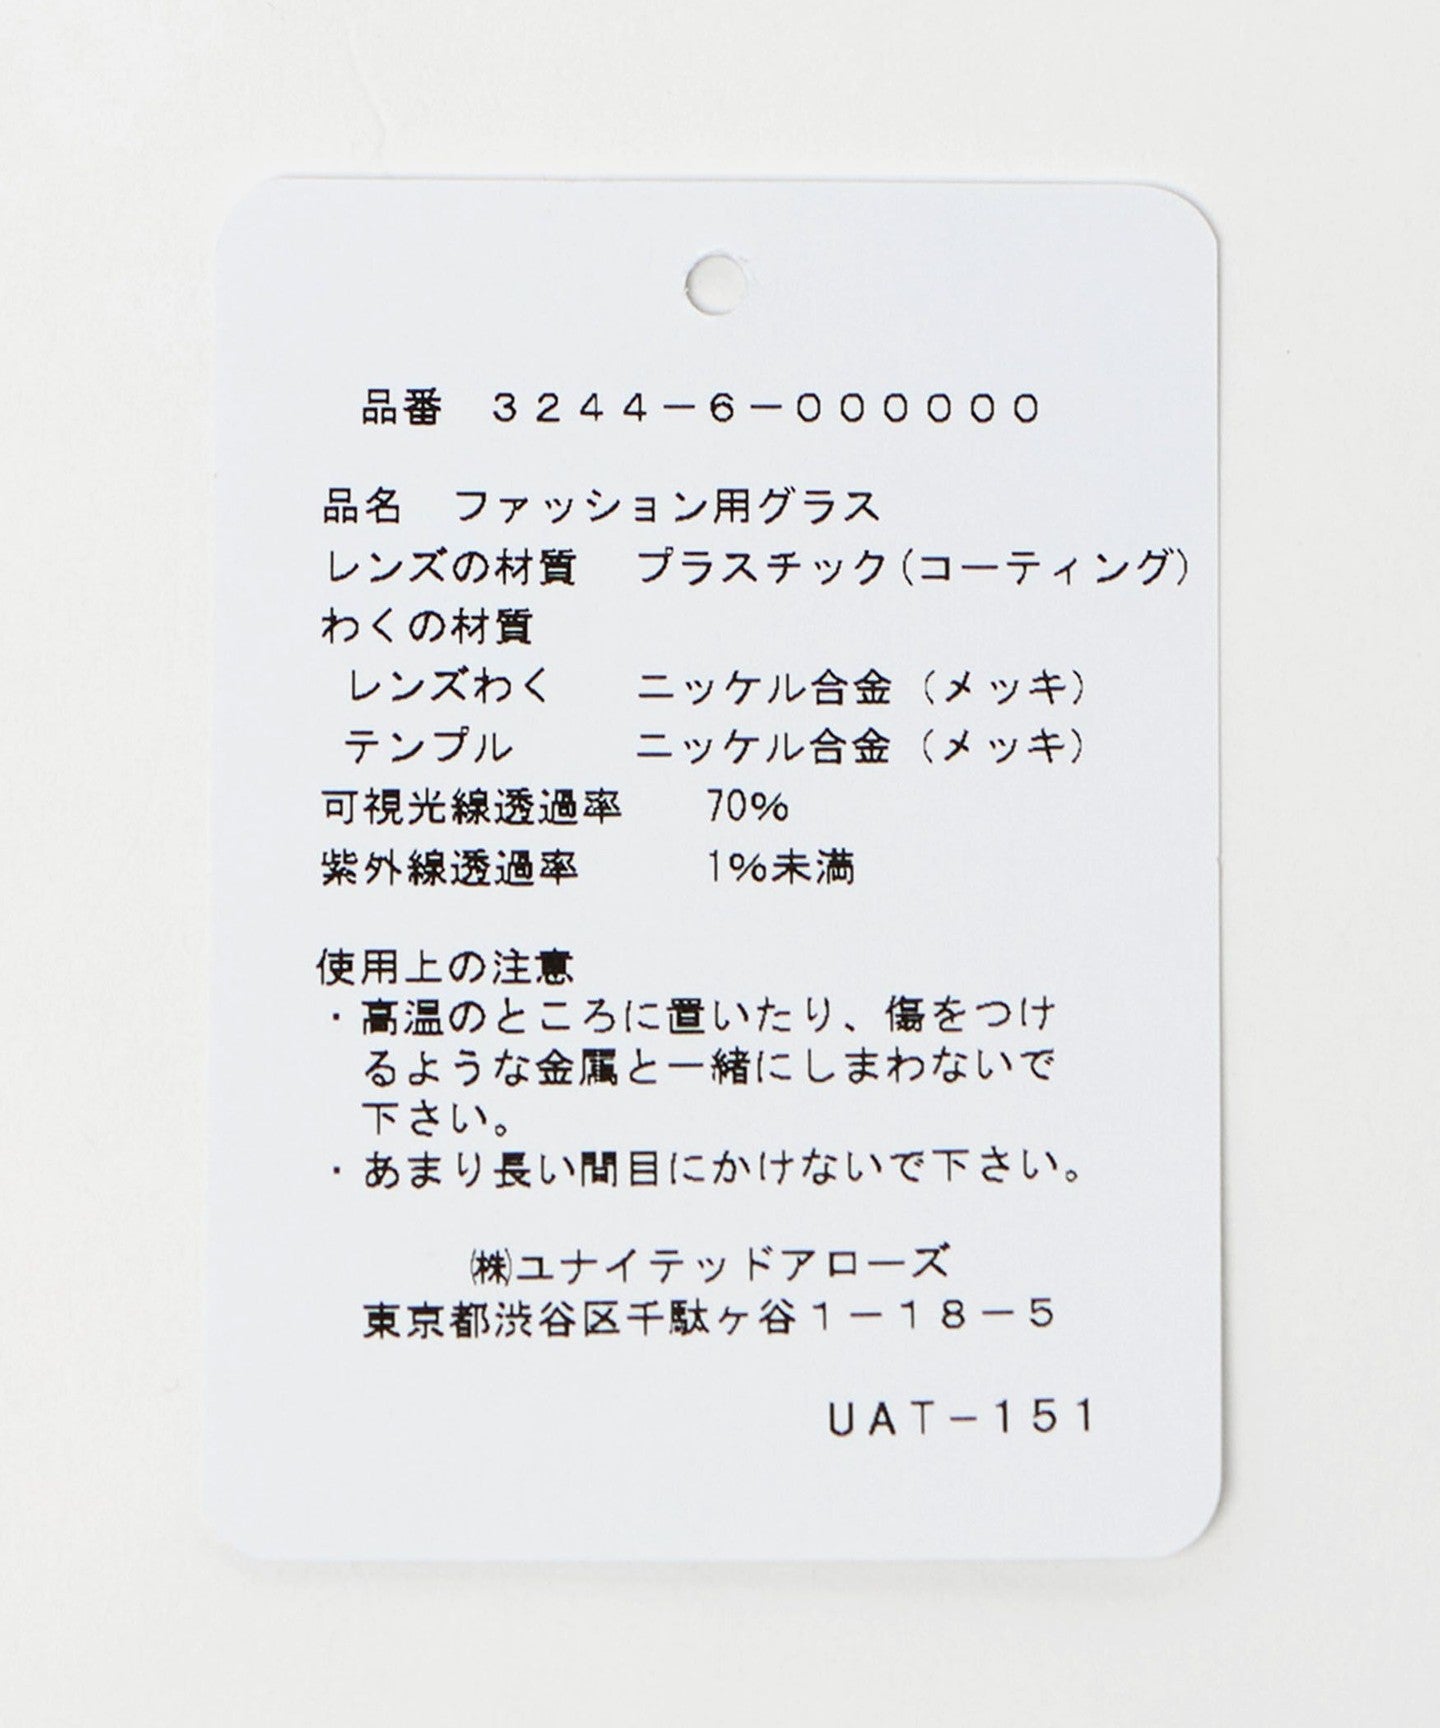 品番　３２４４－６－００００００
品名　ファッション用グラス
レンズの材質　プラスチック(コーティング)
わくの材質
レンズわく　ニッケル合金（メッキ）
テンプル　ニッケル合金（メッキ）
可視光線透過率　70%
紫外線透過率　1%未満
使用上の注意
・高温のところに置いたり、傷をつけ
るような金属と一緒にしまわないで
下さい。
・あまり長い間目にかけないで下さい。
㈱ユナイテッドアローズ
東京都渋谷区千駄ヶ谷１－１８－５
ＵＡＴ－１５１